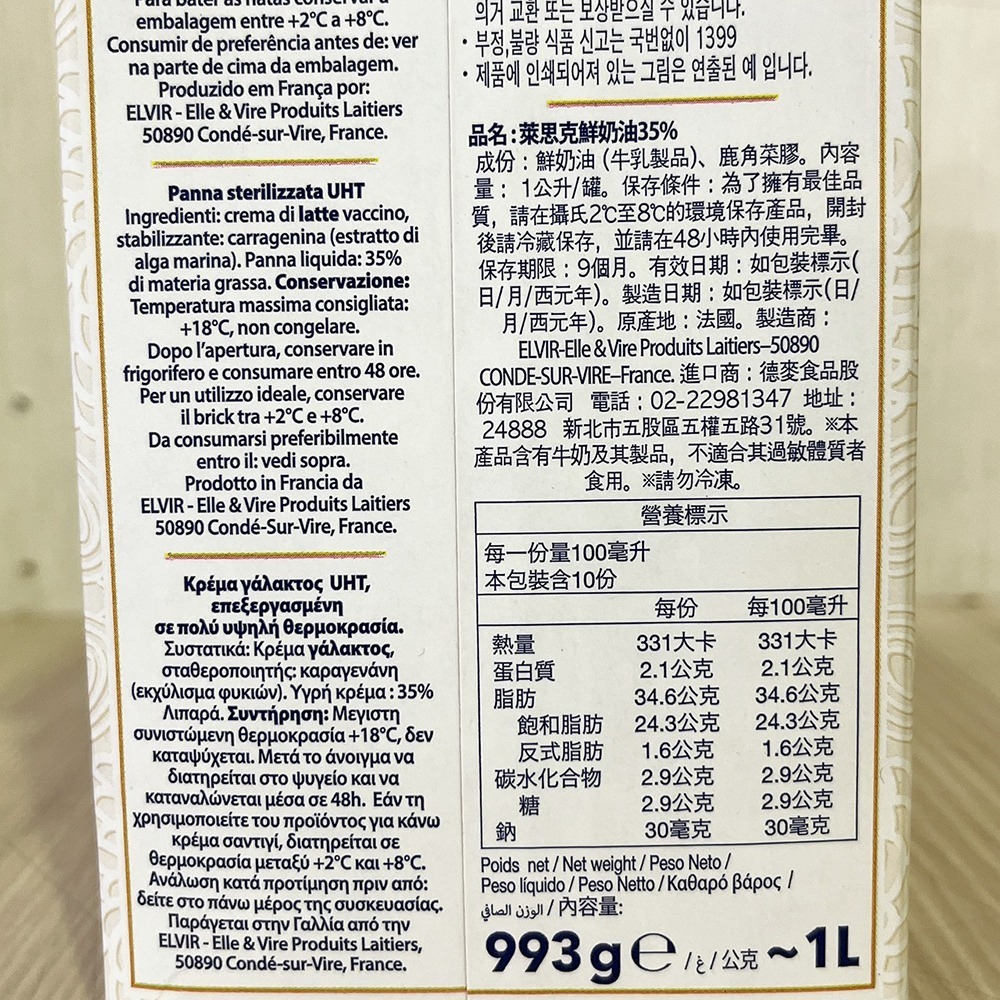 Para bater as natas conservar a
embalagem entre +2°C a +8°C.
Consumir de preferência antes de: ver
na parte de cima da embalagem.
Produzido em França por:
ELVIR - Elle & Vire Produits Laitiers
50890 Condé-sur-Vire, France.
Panna sterilizzata UHT
Ingredienti: crema di latte vaccino,
stabilizzante: carragenina (estratto di
alga marina). Panna liquida: 35%
di materia grassa. Conservazione:
Temperatura massima consigliata:
+18°C, non congelare.
Dopo l'apertura, conservare in
frigorifero e consumare entro 48 ore.
Per un utilizzo ideale, conservare
il brick tra +2°C e +8°C.
Da consumarsi preferibilmente
entro il: vedi sopra.
Prodotto in Francia da
ELVIR - Elle & Vire Produits Laitiers
50890 Condé-Sur-Vire, France.
Κρέμα γάλακτος UHT,
επεξεργασμένη
σε πολύ υψηλή θερμοκρασία.
Συστατικά: Κρέμα γάλακτος,
σταθεροποιητής: καραγενάνη
(εκχύλισμα φυκιών). Υγρή κρέμα : 35%
Λιπαρά. Συντήρηση: Μεγιστη
συνιστώμενη θερμοκρασία +18°C, δεν
καταψύχεται. Μετά το άνοιγμα να
διατηρείται στο ψυγείο και να
καταναλώνεται μέσα σε 48h. Εάν τη
χρησιμοποιείτε του προϊόντος για κάνω
κρέμα σαντιγί, διατηρείται σε
θερμοκρασία μεταξύ +2°C και +8°C.
Ανάλωση κατά προτίμηση πριν από:
δείτε στο πάνω μέρος της συσκευασίας.
Παράγεται στην Γαλλία από την
ELVIR - Elle & Vire Produits Laitiers,
50890 Condé-sur-Vire, France.
의거 교환 또는 보상받으실 수 있습니다.
· 부정,불량 식품 신고는 국번없이 1399
· 제품에 인쇄되어져 있는 그림은 연출된 예 입니다.
品名：萊思克鮮奶油35%
成份：鮮奶油 (牛乳製品)、鹿角菜膠。內容
量：1公升/罐。保存條件：為了擁有最佳品
質，請在攝氏2℃至8℃的環境保存產品，開封
後請冷藏保存，並請在48小時內使用完畢。
保存期限：9個月。有效日期：如包裝標示(
日/月/西元年)。製造日期：如包裝標示(日/
月/西元年)。原產地：法國。製造商：
ELVIR-Elle & Vire Produits Laitiers–50890
CONDE-SUR-VIRE–France. 進口商：德麥食品股
份有限公司 電話：02-22981347 地址：
24888 新北市五股區五權五路31號。※本
產品含有牛奶及其製品，不適合其過敏體質者
食用。※請勿冷凍。
營養標示
每一份量100毫升
本包裝含10份
每份 每100毫升
熱量 331大卡 331大卡
蛋白質 2.1公克 2.1公克
脂肪 34.6公克 34.6公克
飽和脂肪 24.3公克 24.3公克
反式脂肪 1.6公克 1.6公克
碳水化合物 2.9公克 2.9公克
糖 2.9公克 2.9公克
鈉 30毫克 30毫克
Poids net / Net weight / Peso Neto /
Peso líquido / Peso Netto / Καθαρό βάρος /
الوزن الصافي / 內容量:
993 g ℮ / غ / 公克 ~ 1L